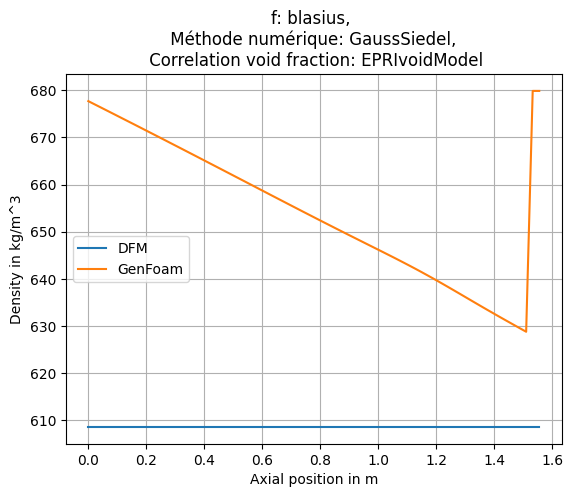 f: blasius,
Méthode numérique: GaussSiedel,
Correlation void fraction: EPRIvoidModel
680
670
660
650
640
630
620
610
Density in kg/m^3
DFM
GenFoam
0.0 0.2 0.4 0.6 0.8 1.0 1.2 1.4 1.6
Axial position in m